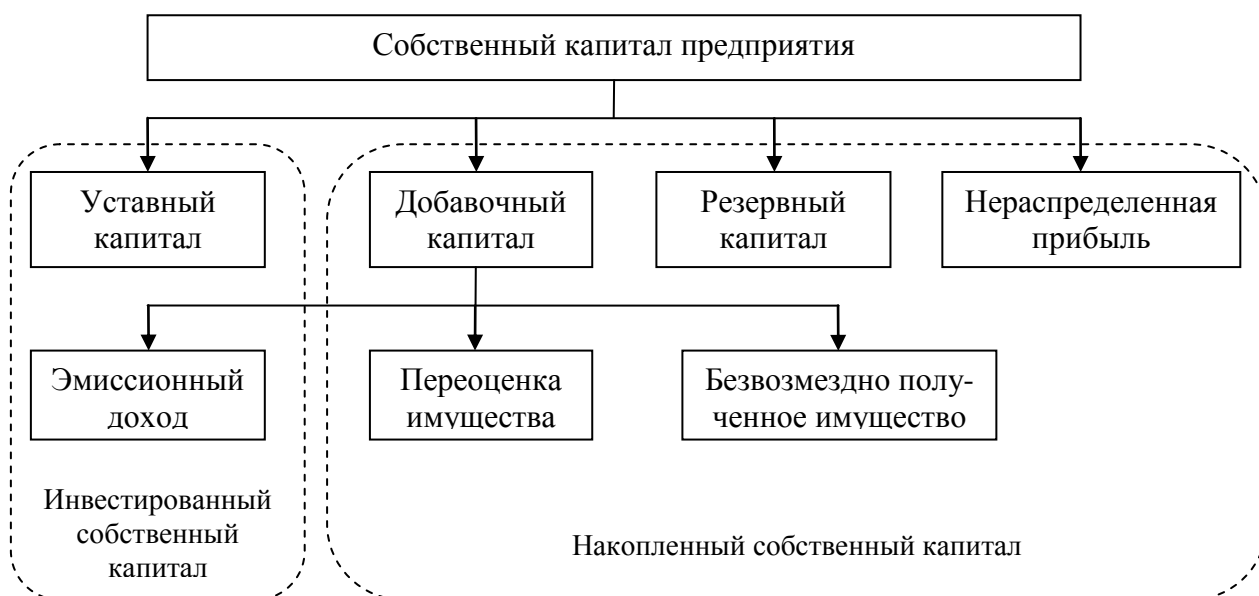 Собственный капитал предприятия
Уставный
капитал
Добавочный
капитал
Резервный
капитал
Нераспределенная
прибыль
Эмиссионный
доход
Переоценка
имущества
Безвозмездно полу-
ченное имущество
Инвестированный
собственный
капитал
Накопленный собственный капитал